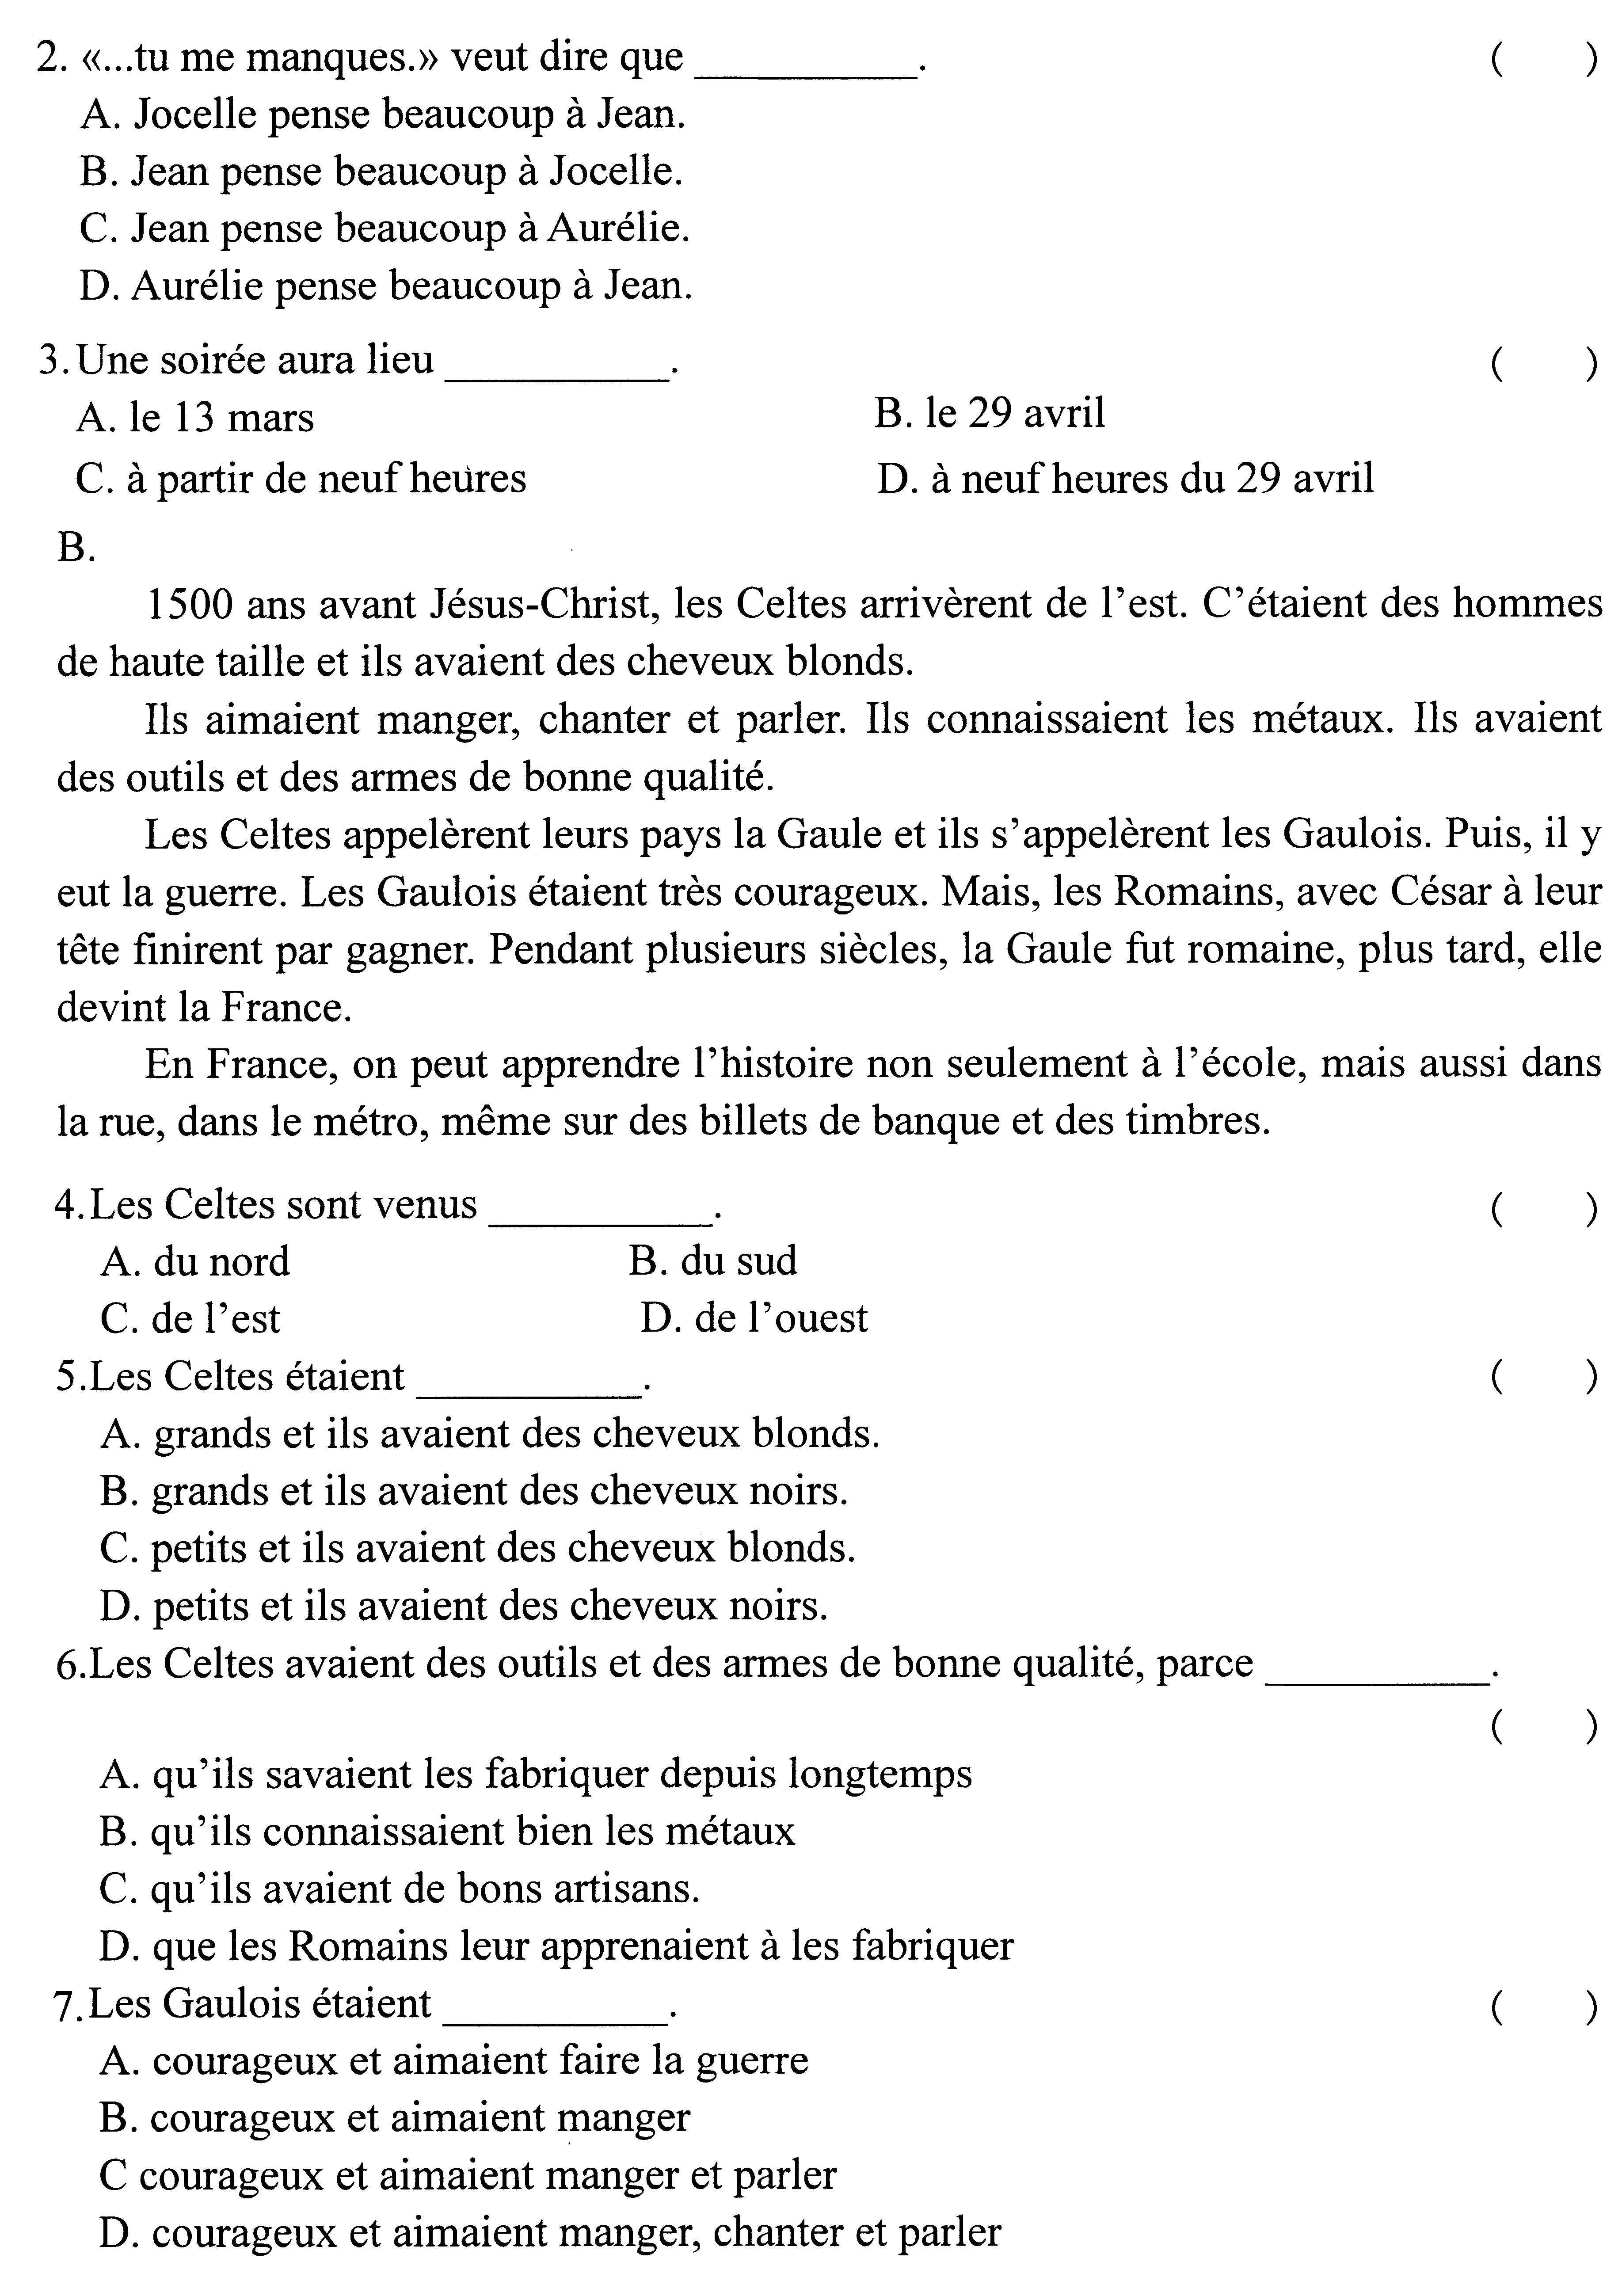 2. «...tu me manques.» veut dire que __________. (    )
A. Jocelle pense beaucoup à Jean.
B. Jean pense beaucoup à Jocelle.
C. Jean pense beaucoup à Aurélie.
D. Aurélie pense beaucoup à Jean.
3. Une soirée aura lieu __________. (    )
A. le 13 mars B. le 29 avril
C. à partir de neuf heures D. à neuf heures du 29 avril
B.
1500 ans avant Jésus-Christ, les Celtes arrivèrent de l’est. C’étaient des hommes
de haute taille et ils avaient des cheveux blonds.
Ils aimaient manger, chanter et parler. Ils connaissaient les métaux. Ils avaient
des outils et des armes de bonne qualité.
Les Celtes appelèrent leurs pays la Gaule et ils s’appelèrent les Gaulois. Puis, il y
eut la guerre. Les Gaulois étaient très courageux. Mais, les Romains, avec César à leur
tête finirent par gagner. Pendant plusieurs siècles, la Gaule fut romaine, plus tard, elle
devint la France.
En France, on peut apprendre l’histoire non seulement à l’école, mais aussi dans
la rue, dans le métro, même sur des billets de banque et des timbres.
4. Les Celtes sont venus __________. (    )
A. du nord B. du sud
C. de l’est D. de l’ouest
5.Les Celtes étaient __________. (    )
A. grands et ils avaient des cheveux blonds.
B. grands et ils avaient des cheveux noirs.
C. petits et ils avaient des cheveux blonds.
D. petits et ils avaient des cheveux noirs.
6.Les Celtes avaient des outils et des armes de bonne qualité, parce __________.
(    )
A. qu’ils savaient les fabriquer depuis longtemps
B. qu’ils connaissaient bien les métaux
C. qu’ils avaient de bons artisans.
D. que les Romains leur apprenaient à les fabriquer
7. Les Gaulois étaient __________. (    )
A. courageux et aimaient faire la guerre
B. courageux et aimaient manger
C courageux et aimaient manger et parler
D. courageux et aimaient manger, chanter et parler